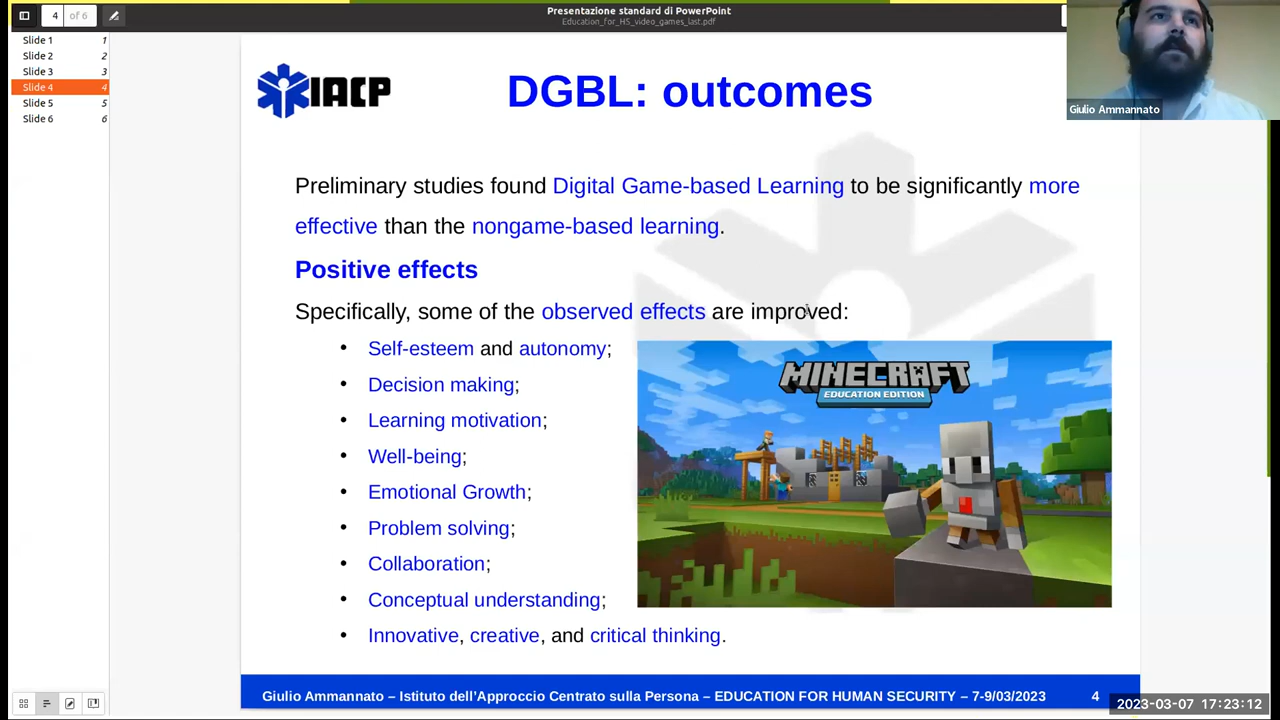 4 of 6
Presentazione standard di PowerPoint
Education_for_HS_video_games_last.pdf
Slide 1 1
Slide 2 2
Slide 3 3
Slide 4 4
Slide 5 5
Slide 6 6
Giulio Ammannato
IACP
DGBL: outcomes
Preliminary studies found Digital Game-based Learning to be significantly more
effective than the nongame-based learning.
Positive effects
Specifically, some of the observed effects are improved:
• Self-esteem and autonomy;
• Decision making;
• Learning motivation;
• Well-being;
• Emotional Growth;
• Problem solving;
• Collaboration;
• Conceptual understanding;
• Innovative, creative, and critical thinking.
MINECRAFT
EDUCATION EDITION
Giulio Ammannato – Istituto dell'Approccio Centrato sulla Persona – EDUCATION FOR HUMAN SECURITY – 7-9/03/2023 4
2023-03-07 17:23:12